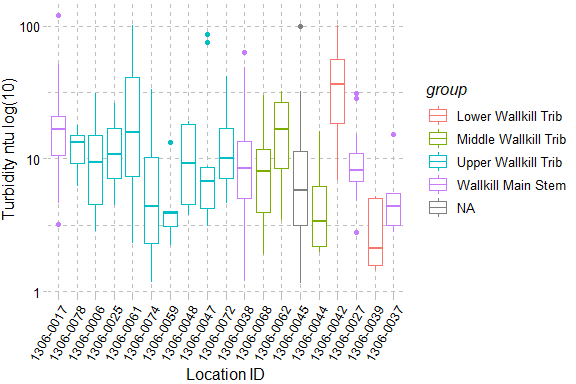 Turbidity ntu log(10)
100
10
1
1306-0017
1306-0078
1306-0006
1306-0025
1306-0061
1306-0074
1306-0059
1306-0048
1306-0047
1306-0072
1306-0038
1306-0068
1306-0062
1306-0045
1306-0044
1306-0042
1306-0027
1306-0039
1306-0037
Location ID
group
Lower Wallkill Trib
Middle Wallkill Trib
Upper Wallkill Trib
Wallkill Main Stem
NA